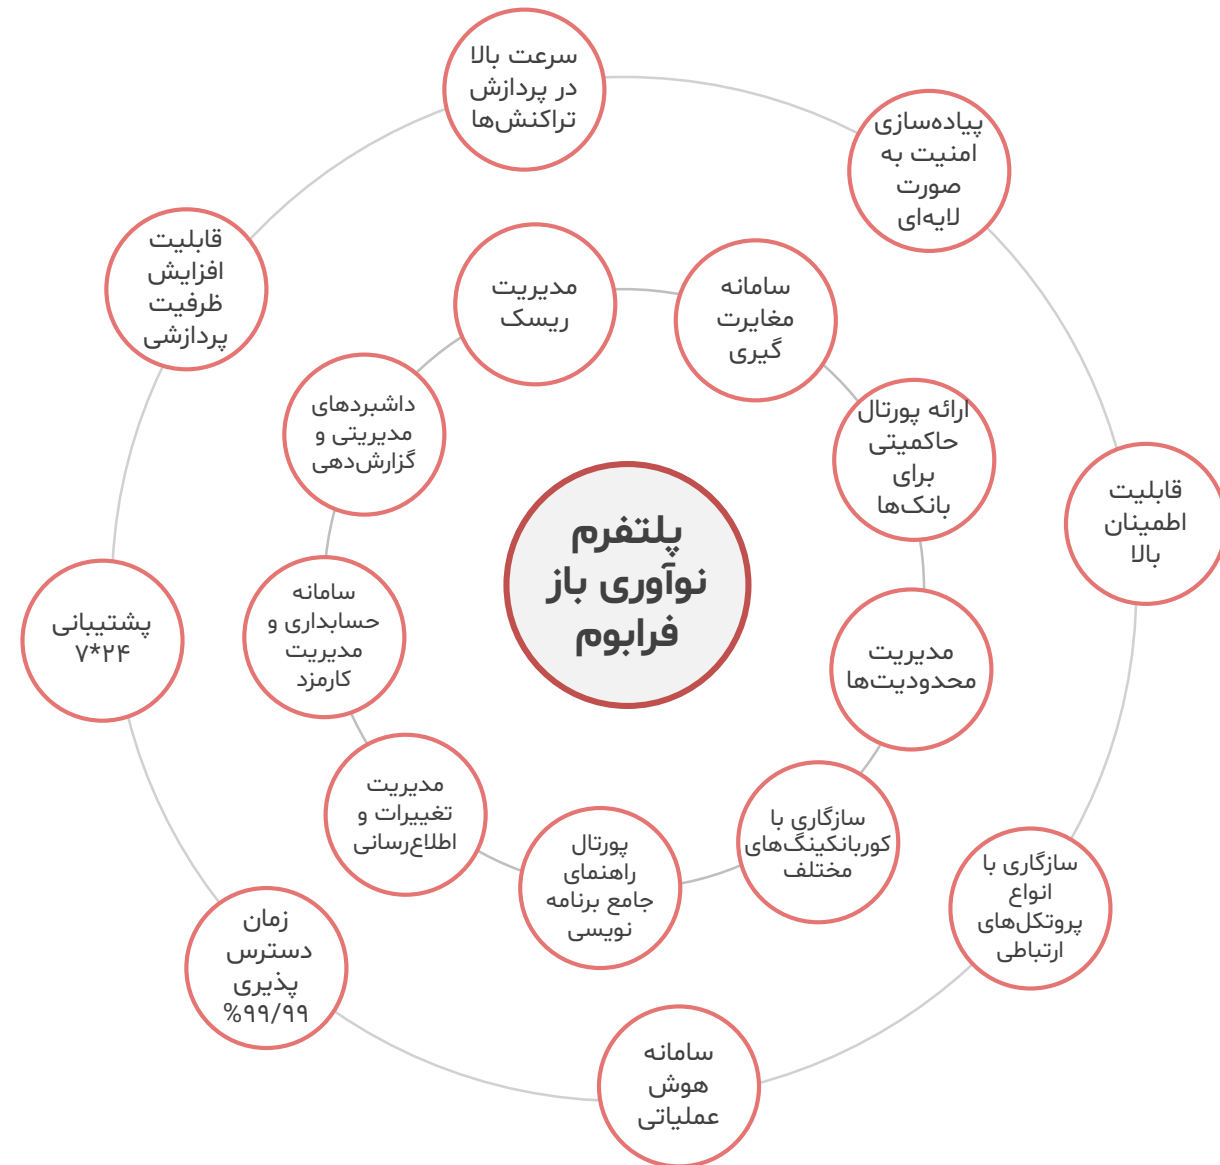 سرعت بالا
در پردازش
تراکنش‌ها
پیاده‌سازی
امنیت به
صورت
لایه‌ای
قابلیت
اطمینان
بالا
سازگاری با
انواع
پروتکل‌های
ارتباطی
سامانه
هوش
عملیاتی
زمان
دسترس
پذیری
%۹۹/۹۹
پشتیبانی
۷*۲۴
قابلیت
افزایش
ظرفیت
پردازشی
مدیریت
ریسک
سامانه
مغایرت
گیری
ارائه پورتال
حاکمیتی
برای
بانک‌ها
مدیریت
محدودیت‌ها
سازگاری با
کوربانکینگ‌های
مختلف
پورتال
راهنمای
جامع برنامه
نویسی
مدیریت
تغییرات و
اطلاع‌رسانی
سامانه
حسابداری و
مدیریت
کارمزد
داشبردهای
مدیریتی و
گزارش‌دهی
پلتفرم
نوآوری باز
فرابوم